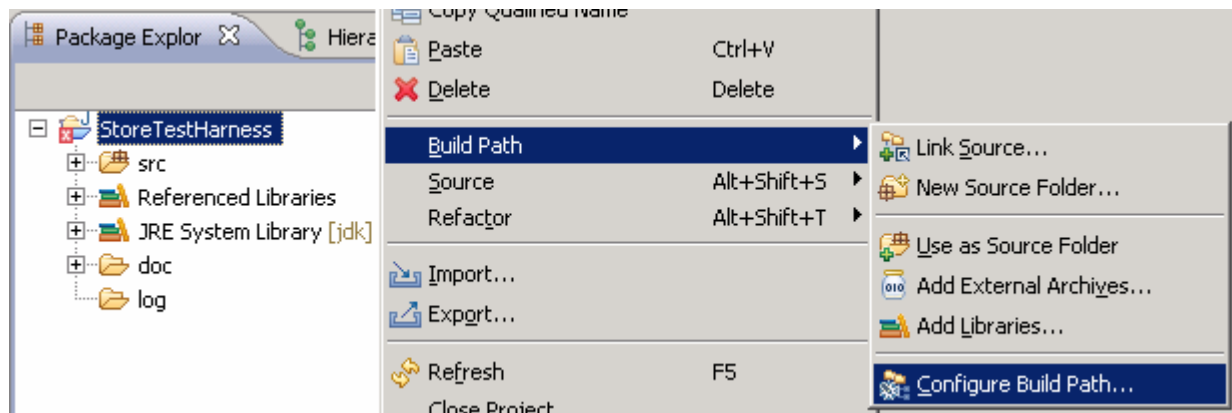 Package Explor
Hiera
StoreTestHarness
src
Referenced Libraries
JRE System Library [jdk]
doc
log
Copy Qualified Name
Paste Ctrl+V
Delete Delete
Build Path
Source Alt+Shift+S
Refactor Alt+Shift+T
Import...
Export...
Refresh F5
Close Project
Link Source...
New Source Folder...
Use as Source Folder
Add External Archives...
Add Libraries...
Configure Build Path...